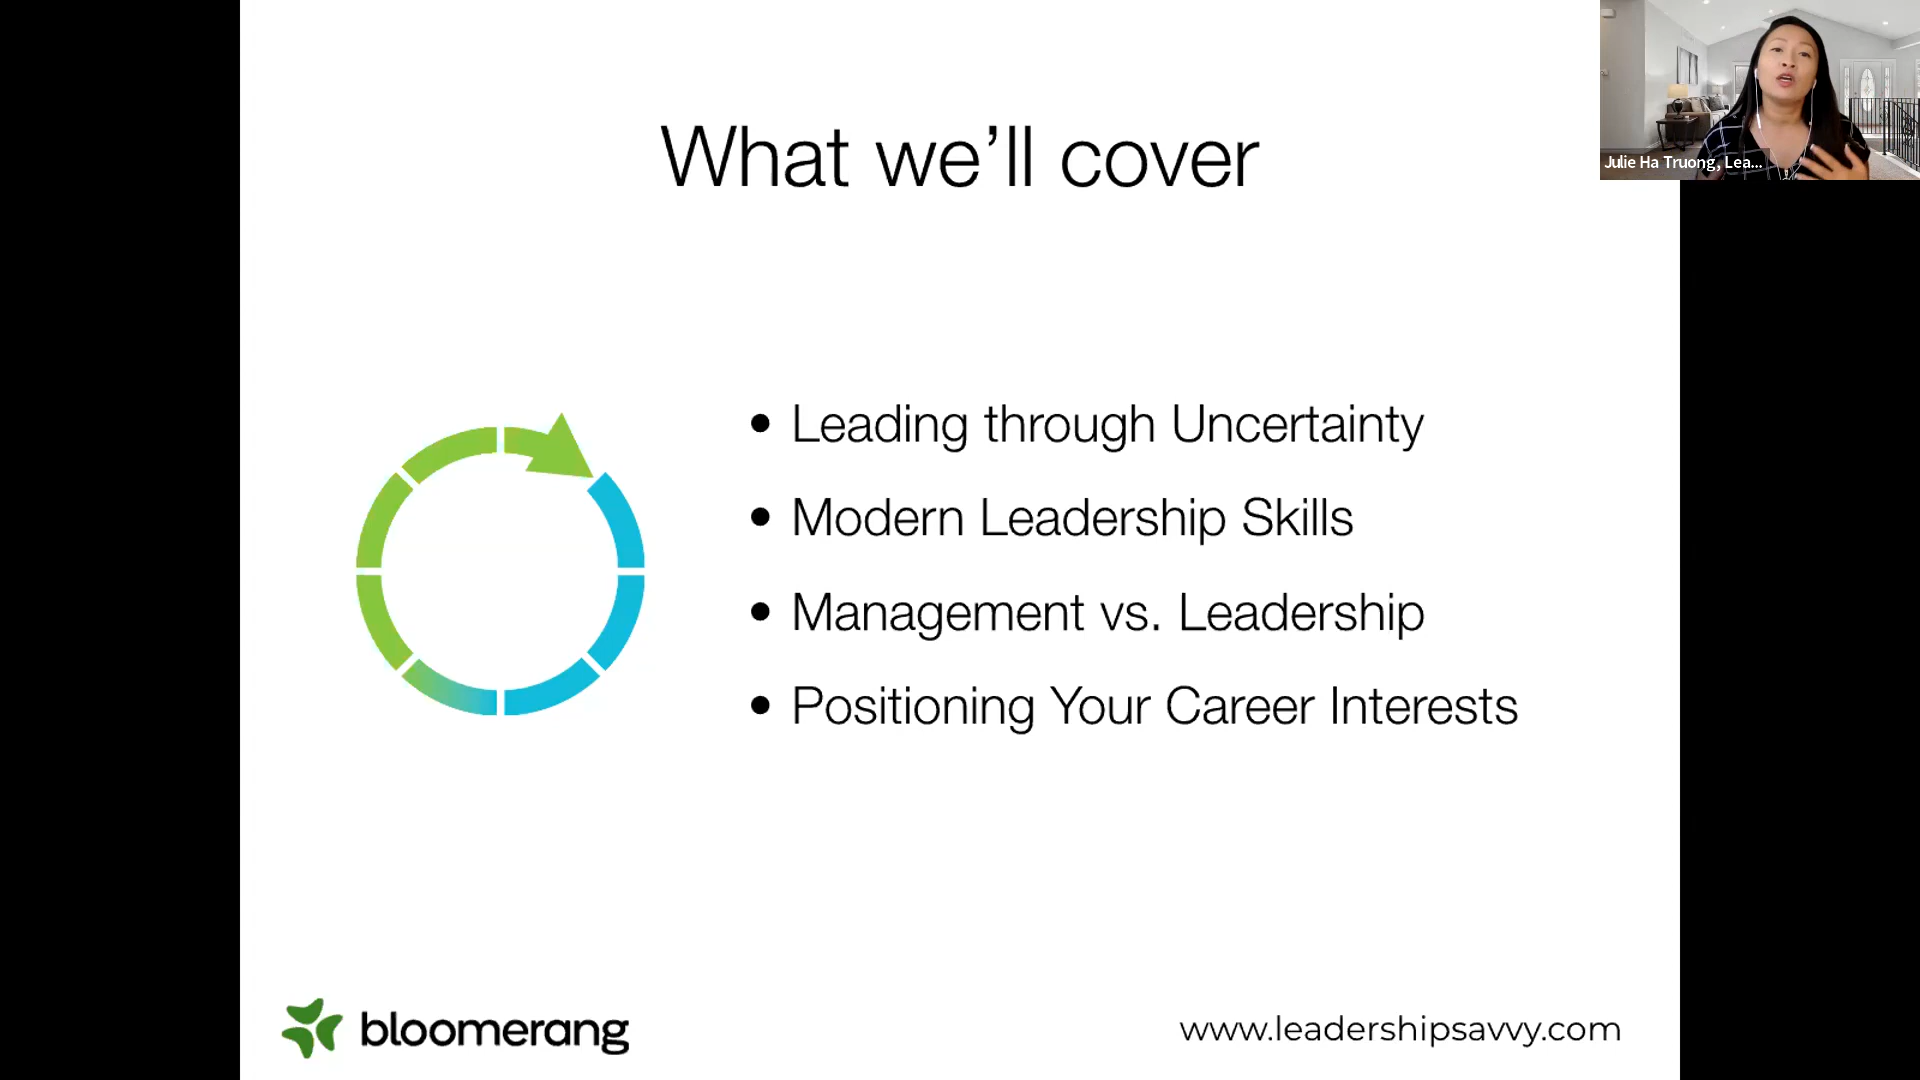 What we’ll cover
Julie Ha Truong, Lea...
• Leading through Uncertainty
• Modern Leadership Skills
• Management vs. Leadership
• Positioning Your Career Interests
bloomerang
www.leadershipsavvy.com